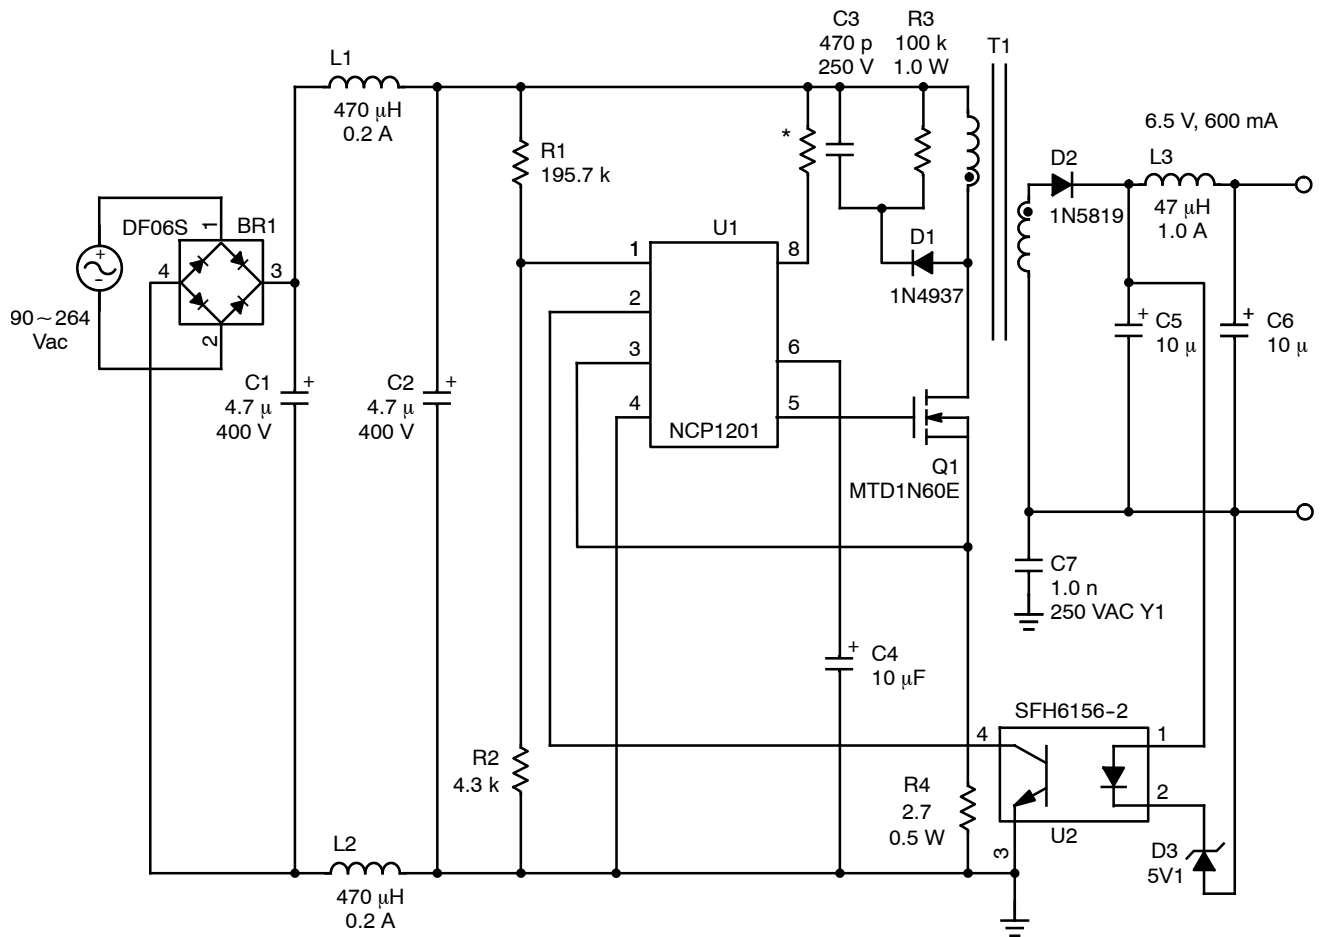 C3
470 p
250 V
R3
100 k
1.0 W
T1
L1
470 µH
0.2 A
6.5 V, 600 mA
*
R1
195.7 k
D2
1N5819
L3
47 µH
1.0 A
DF06S
BR1
1
2
3
4
+
−
90~264
Vac
U1
1
2
3
4
8
6
5
NCP1201
D1
1N4937
C1
4.7 µ
400 V
+
C2
4.7 µ
400 V
+
+
C5
10 µ
+
C6
10 µ
Q1
MTD1N60E
C7
1.0 n
250 VAC Y1
+
C4
10 µF
SFH6156-2
4
1
2
3
U2
R2
4.3 k
R4
2.7
0.5 W
D3
5V1
L2
470 µH
0.2 A